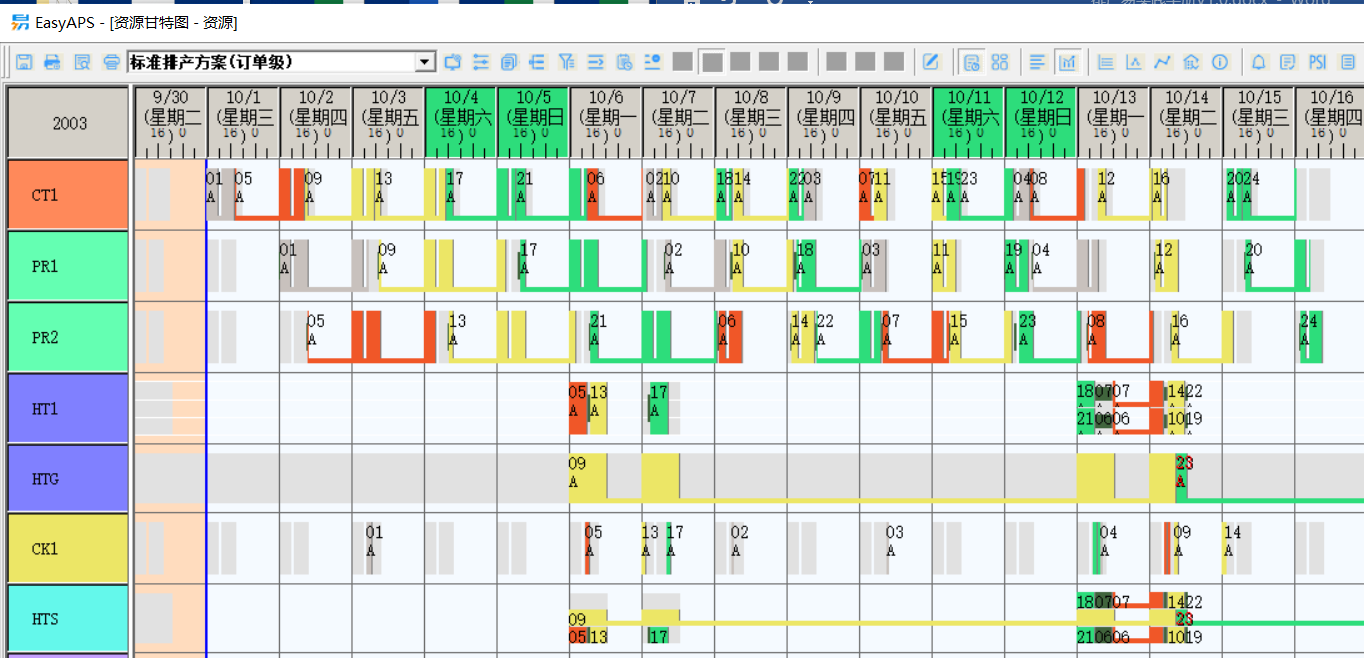 EasyAPS - [资源甘特图 - 资源]
标准排产方案(订单级)
PSI
2003
9/30 10/1 10/2 10/3 10/4 10/5 10/6 10/7 10/8 10/9 10/10 10/11 10/12 10/13 10/14 10/15 10/16
(星期二 (星期三 (星期四 (星期五 (星期六 (星期日 (星期一 (星期二 (星期三 (星期四 (星期五 (星期六 (星期日 (星期一 (星期二 (星期三 (星期四
16) 0 16) 0 16) 0 16) 0 16) 0 16) 0 16) 0 16) 0 16) 0 16) 0 16) 0 16) 0 16) 0 16) 0 16) 0 16) 0 16) 0
CT1
01 05 09 13 17 21 06 02 10 18 14 22 03 07 11 15 19 23 04 08 12 16 20 24
A A A A A A A A A A A A A A A A A A A A A A
PR1
01 09 17 02 10 18 03 11 19 04 12 20
A A A A A A A A A A A A
PR2
05 13 21 06 14 22 07 15 23 08 16 24
A A A A A A A A A A A A
HT1
05 13 17 18 07 07 14 22
A A A
21 06 06 10 19
HTG
09 23
A A
CK1
01 05 13 17 02 03 04 09 14
A A A A A A A A A
HTS
18 07 07 14 22
09 23
05 13 17 21 06 06 10 19